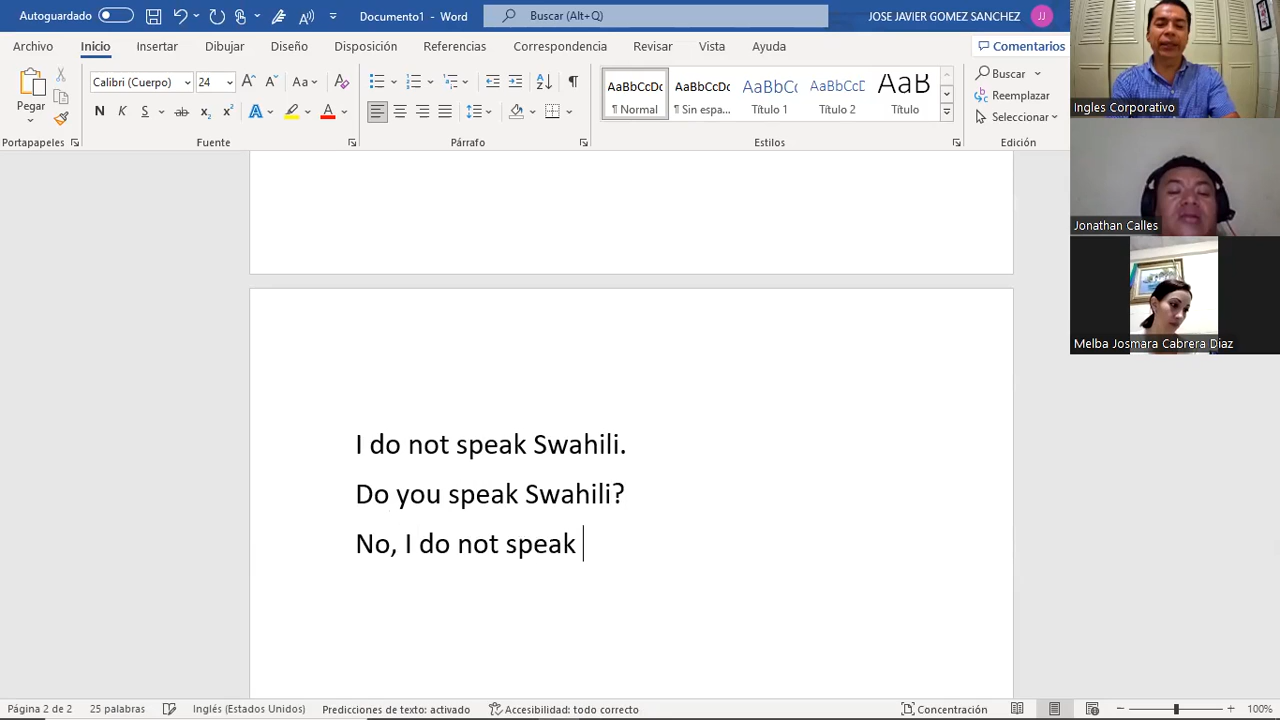 Autoguardado
Documento1 - Word
Buscar (Alt+Q)
JOSE JAVIER GOMEZ SANCHEZ
JJ
Archivo Inicio Insertar Dibujar Diseño Disposición Referencias Correspondencia Revisar Vista Ayuda
Comentarios
Pegar
Portapapeles
Calibri (Cuerpo) 24
N K S ab x₂ x²
Fuente
Párrafo
AaBbCcDc AaBbCcDc AaBbCc AaBbCcD AaB
¶ Normal ¶ Sin espa... Título 1 Título 2 Título
Estilos
Buscar
Reemplazar
Seleccionar
Edición
Ingles Corporativo
Jonathan Calles
Melba Josmara Cabrera Diaz
I do not speak Swahili.
Do you speak Swahili?
No, I do not speak
Página 2 de 2 25 palabras Inglés (Estados Unidos) Predicciones de texto: activado Accesibilidad: todo correcto Concentración 100%